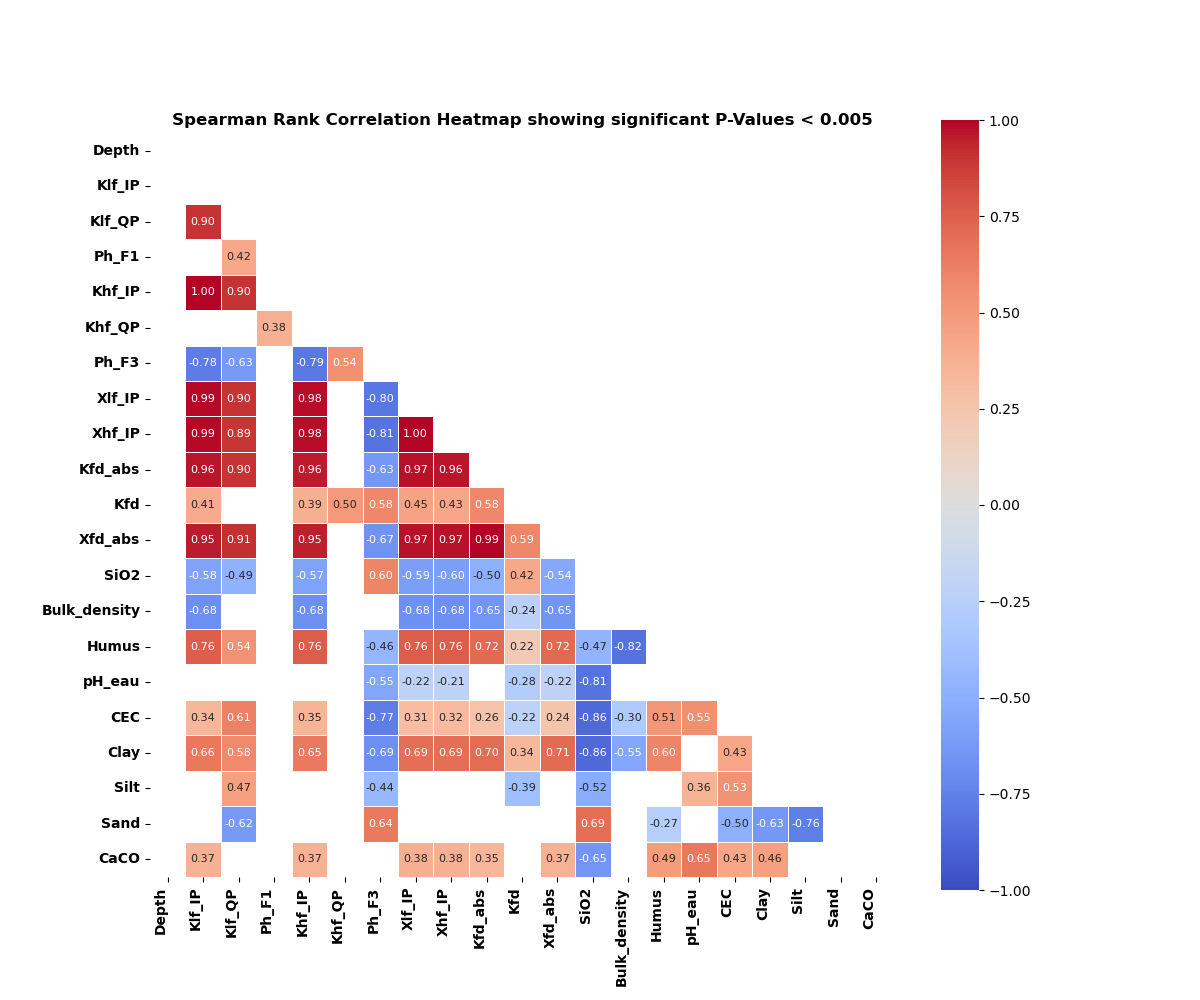 Spearman Rank Correlation Heatmap showing significant P-Values < 0.005
1.00
Depth
Klf_IP
0.75
Klf_QP 0.90
Ph_F1 0.42
Khf_IP 1.00 0.90
0.50
Khf_QP 0.38
Ph_F3 -0.78 -0.63 -0.79 0.54
Xlf_IP 0.99 0.90 0.98 -0.80
0.25
Xhf_IP 0.99 0.89 0.98 -0.81 1.00
Kfd_abs 0.96 0.90 0.96 -0.63 0.97 0.96
Kfd 0.41 0.39 0.50 0.58 0.45 0.43 0.58
0.00
Xfd_abs 0.95 0.91 0.95 -0.67 0.97 0.97 0.99 0.59
SiO2 -0.58 -0.49 -0.57 0.60 -0.59 -0.60 -0.50 0.42 -0.54
−0.25
Bulk_density -0.68 -0.68 -0.68 -0.68 -0.65 -0.24 -0.65
Humus 0.76 0.54 0.76 -0.46 0.76 0.76 0.72 0.22 0.72 -0.47 -0.82
pH_eau -0.55 -0.22 -0.21 -0.28 -0.22 -0.81
−0.50
CEC 0.34 0.61 0.35 -0.77 0.31 0.32 0.26 -0.22 0.24 -0.86 -0.30 0.51 0.55
Clay 0.66 0.58 0.65 -0.69 0.69 0.69 0.70 0.34 0.71 -0.86 -0.55 0.60 0.43
Silt 0.47 -0.44 -0.39 -0.52 0.36 0.53
−0.75
Sand -0.62 0.64 0.69 -0.27 -0.50 -0.63 -0.76
CaCO 0.37 0.37 0.38 0.38 0.35 0.37 -0.65 0.49 0.65 0.43 0.46
−1.00
Depth Klf_IP Klf_QP Ph_F1 Khf_IP Khf_QP Ph_F3 Xlf_IP Xhf_IP Kfd_abs Kfd Xfd_abs SiO2 Bulk_density Humus pH_eau CEC Clay Silt Sand CaCO